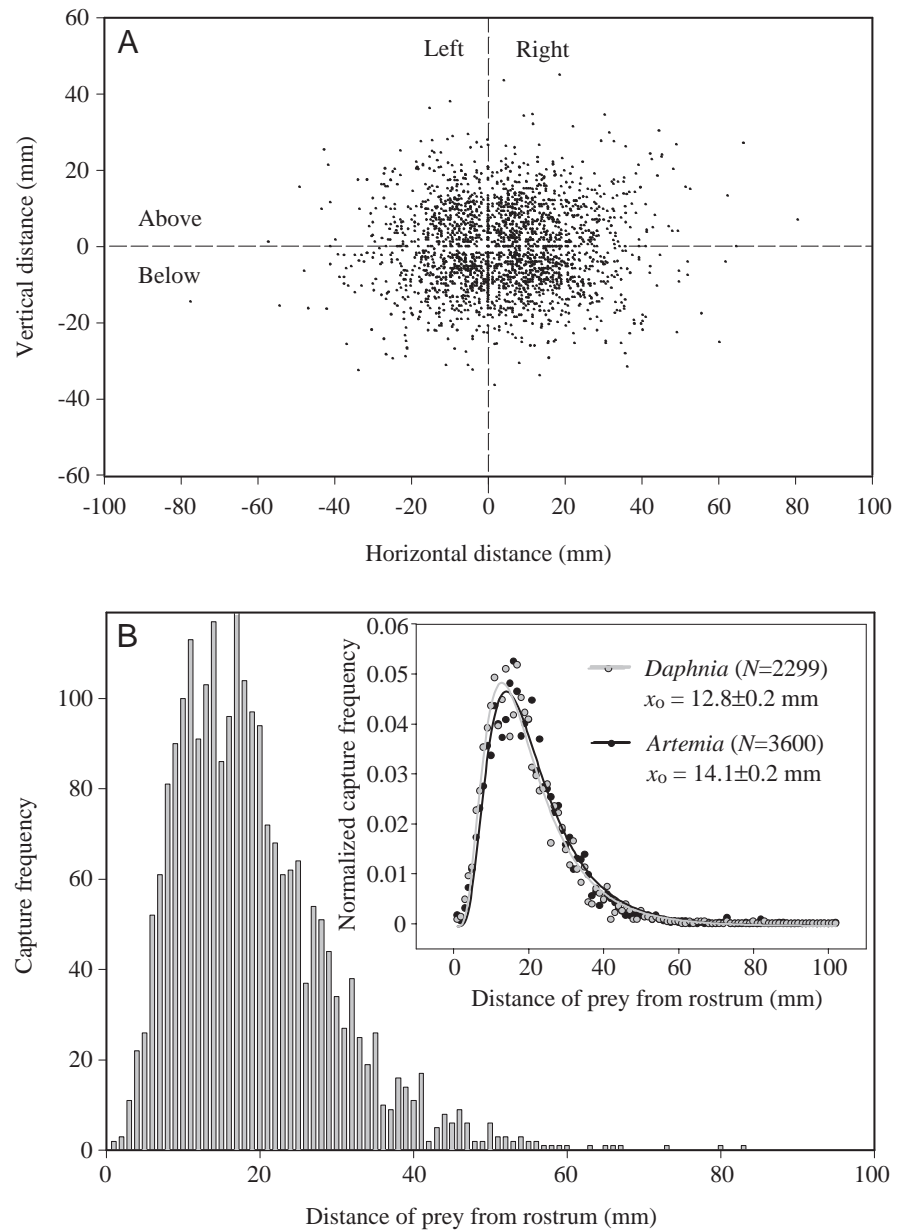 A
Left Right
Above
Below
Vertical distance (mm)
60
40
20
0
-20
-40
-60
-100 -80 -60 -40 -20 0 20 40 60 80 100
Horizontal distance (mm)
B
Capture frequency
100
80
60
40
20
0
0 20 40 60 80 100
Distance of prey from rostrum (mm)
Normalized capture frequency
0.06
0.05
0.04
0.03
0.02
0.01
0
0 20 40 60 80 100
Distance of prey from rostrum (mm)
Daphnia (N=2299)
xo = 12.8±0.2 mm
Artemia (N=3600)
xo = 14.1±0.2 mm